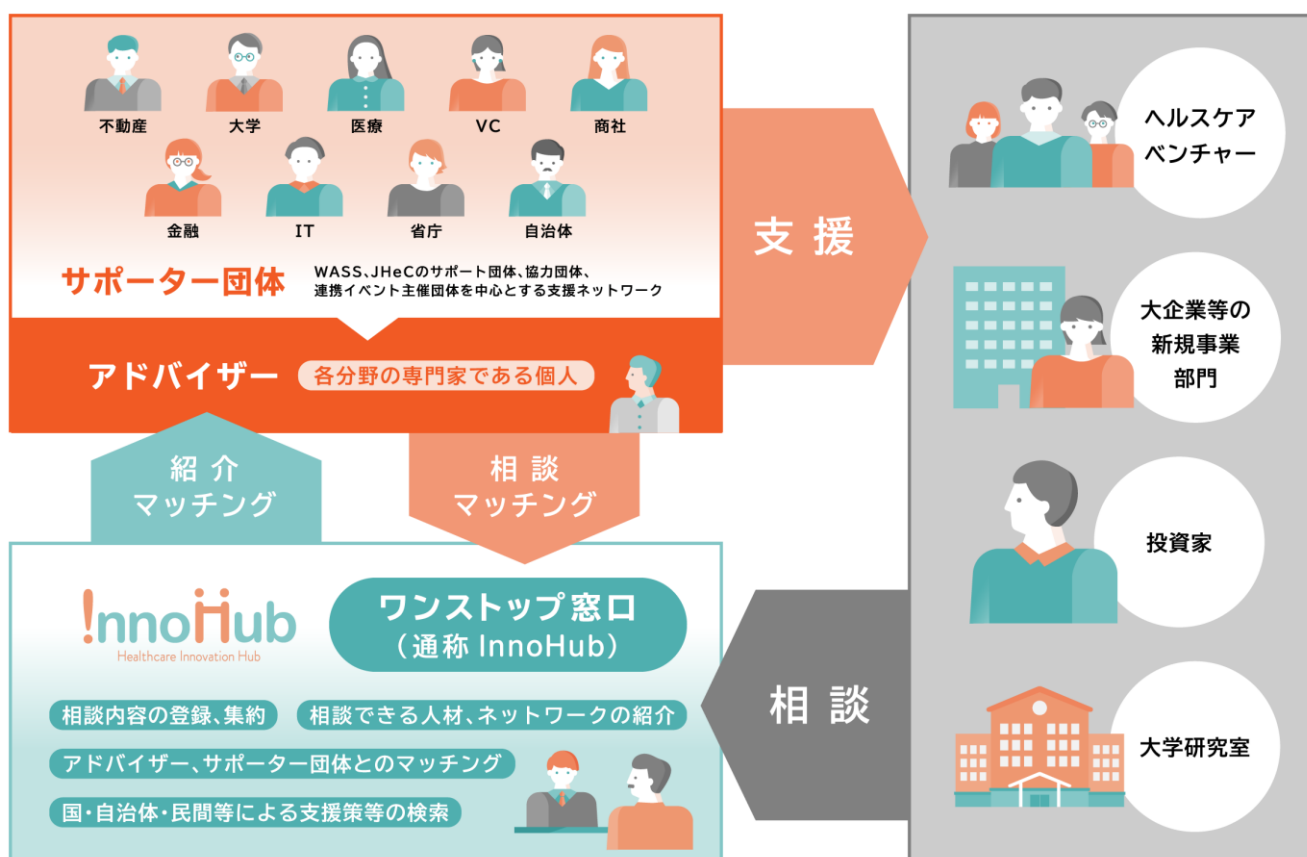 不動産
大学
医療
VC
商社
金融
IT
省庁
自治体
サポーター団体
WASS、JHeCのサポート団体、協力団体、
連携イベント主催団体を中心とする支援ネットワーク
アドバイザー
各分野の専門家である個人
支援
紹介
マッチング
相談
マッチング
InnoHub
Healthcare Innovation Hub
ワンストップ窓口
（通称 InnoHub）
相談内容の登録、集約
相談できる人材、ネットワークの紹介
アドバイザー、サポーター団体とのマッチング
国・自治体・民間等による支援策等の検索
相談
ヘルスケア
ベンチャー
大企業等の
新規事業
部門
投資家
大学研究室